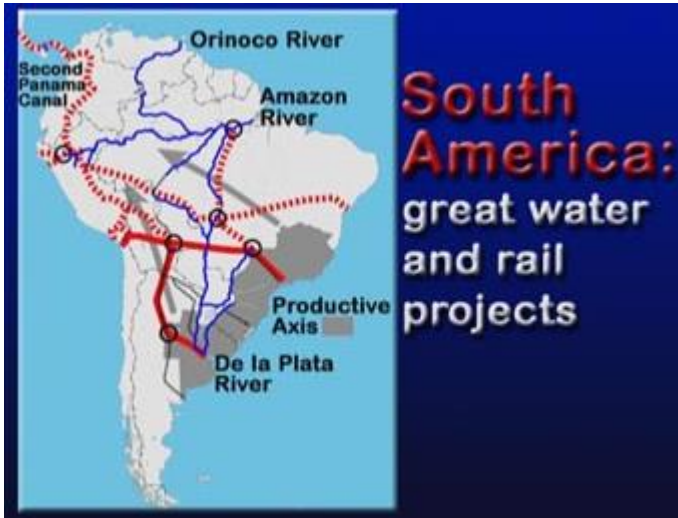 Orinoco River
Second
Panama
Canal
Amazon
River
Productive
Axis
De la Plata
River
South
America:
great water
and rail
projects